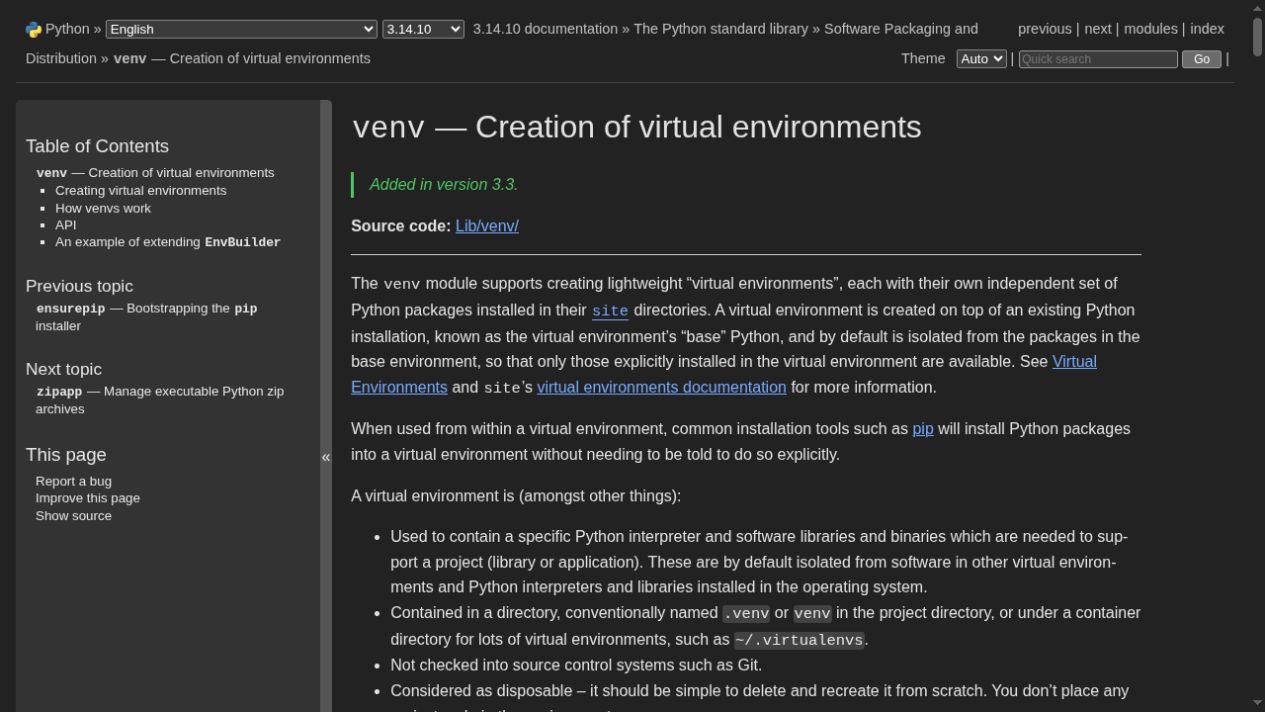 Python » English 3.14.10 3.14.10 documentation » The Python standard library » Software Packaging and previous | next | modules | index
Distribution » venv — Creation of virtual environments Theme Auto | Quick search Go |
Table of Contents
venv — Creation of virtual environments
Creating virtual environments
How venvs work
API
An example of extending EnvBuilder
Previous topic
ensurepip — Bootstrapping the pip
installer
Next topic
zipapp — Manage executable Python zip
archives
This page
Report a bug
Improve this page
Show source
«
venv — Creation of virtual environments
Added in version 3.3.
Source code: Lib/venv/
The venv module supports creating lightweight “virtual environments”, each with their own independent set of
Python packages installed in their site directories. A virtual environment is created on top of an existing Python
installation, known as the virtual environment’s “base” Python, and by default is isolated from the packages in the
base environment, so that only those explicitly installed in the virtual environment are available. See Virtual
Environments and site’s virtual environments documentation for more information.
When used from within a virtual environment, common installation tools such as pip will install Python packages
into a virtual environment without needing to be told to do so explicitly.
A virtual environment is (amongst other things):
• Used to contain a specific Python interpreter and software libraries and binaries which are needed to sup-
port a project (library or application). These are by default isolated from software in other virtual environ-
ments and Python interpreters and libraries installed in the operating system.
• Contained in a directory, conventionally named .venv or venv in the project directory, or under a container
directory for lots of virtual environments, such as ~/.virtualenvs.
• Not checked into source control systems such as Git.
• Considered as disposable – it should be simple to delete and recreate it from scratch. You don’t place any